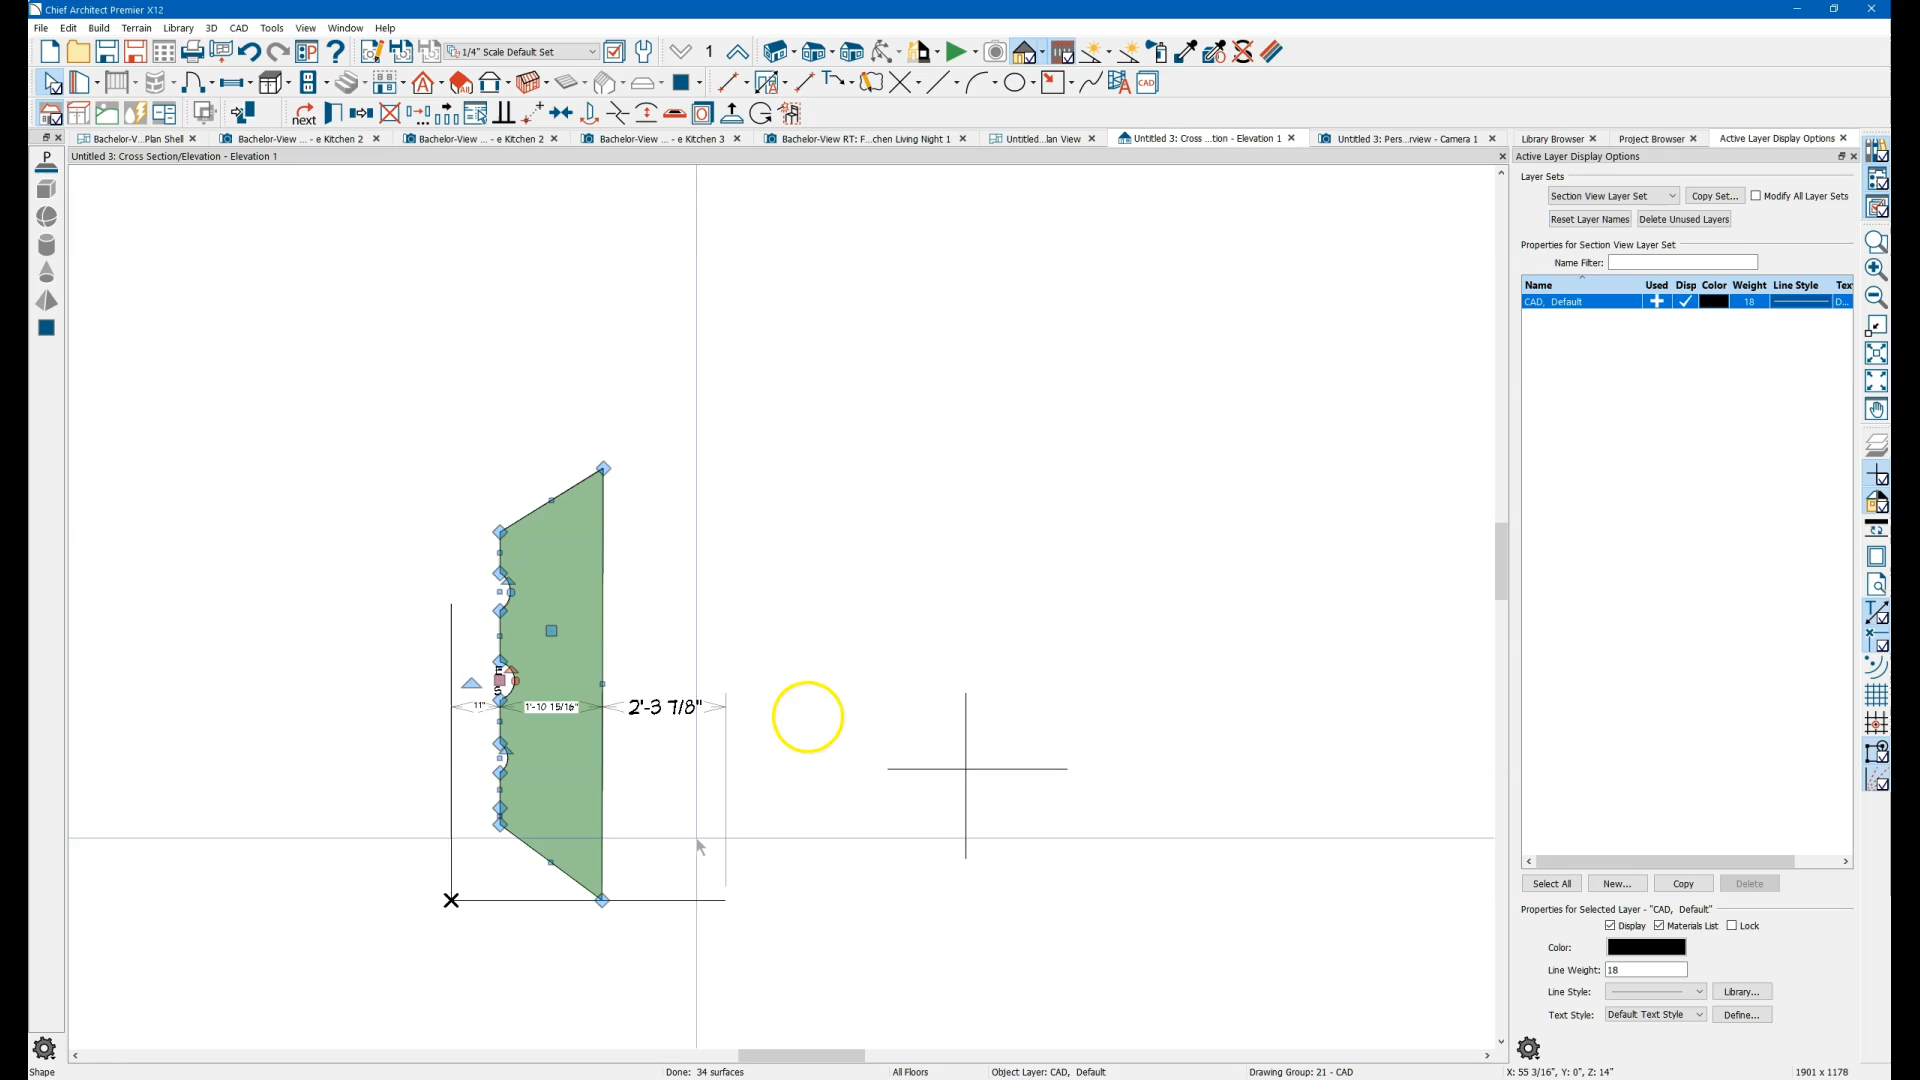 Chief Architect Premier X12
File Edit Build Terrain Library 3D CAD Tools View Window Help
1/4" Scale Default Set
1
next
CAD
Bachelor-V...Plan Shell
Bachelor-View ... - e Kitchen 2
Bachelor-View ... - e Kitchen 2
Bachelor-View ... - e Kitchen 3
Bachelor-View RT: F...chen Living Night 1
Untitled...lan View
Untitled 3: Cross ...tion - Elevation 1
Untitled 3: Pers...rview - Camera 1
Library Browser
Project Browser
Active Layer Display Options
Untitled 3: Cross Section/Elevation - Elevation 1
Active Layer Display Options
Layer Sets
Section View Layer Set
Copy Set...
Modify All Layer Sets
Reset Layer Names
Delete Unused Layers
Properties for Section View Layer Set
Name Filter:
Name Used Disp Color Weight Line Style Tex
CAD, Default 18 D...
11"
1'-10 15/16"
2'-3 7/8"
Select All
New...
Copy
Delete
Properties for Selected Layer - "CAD, Default"
Display
Materials List
Lock
Color:
Line Weight: 18
Line Style:
Library...
Text Style: Default Text Style
Define...
Shape
Done: 34 surfaces
All Floors
Object Layer: CAD, Default
Drawing Group: 21 - CAD
X: 55 3/16", Y: 0", Z: 14"
1901 x 1178